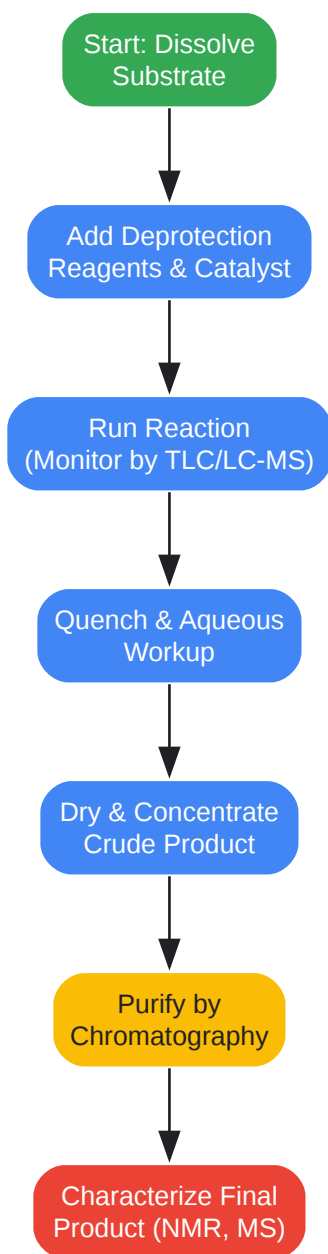 Start: Dissolve
Substrate
Add Deprotection
Reagents & Catalyst
Run Reaction
(Monitor by TLC/LC-MS)
Quench & Aqueous
Workup
Dry & Concentrate
Crude Product
Purify by
Chromatography
Characterize Final
Product (NMR, MS)